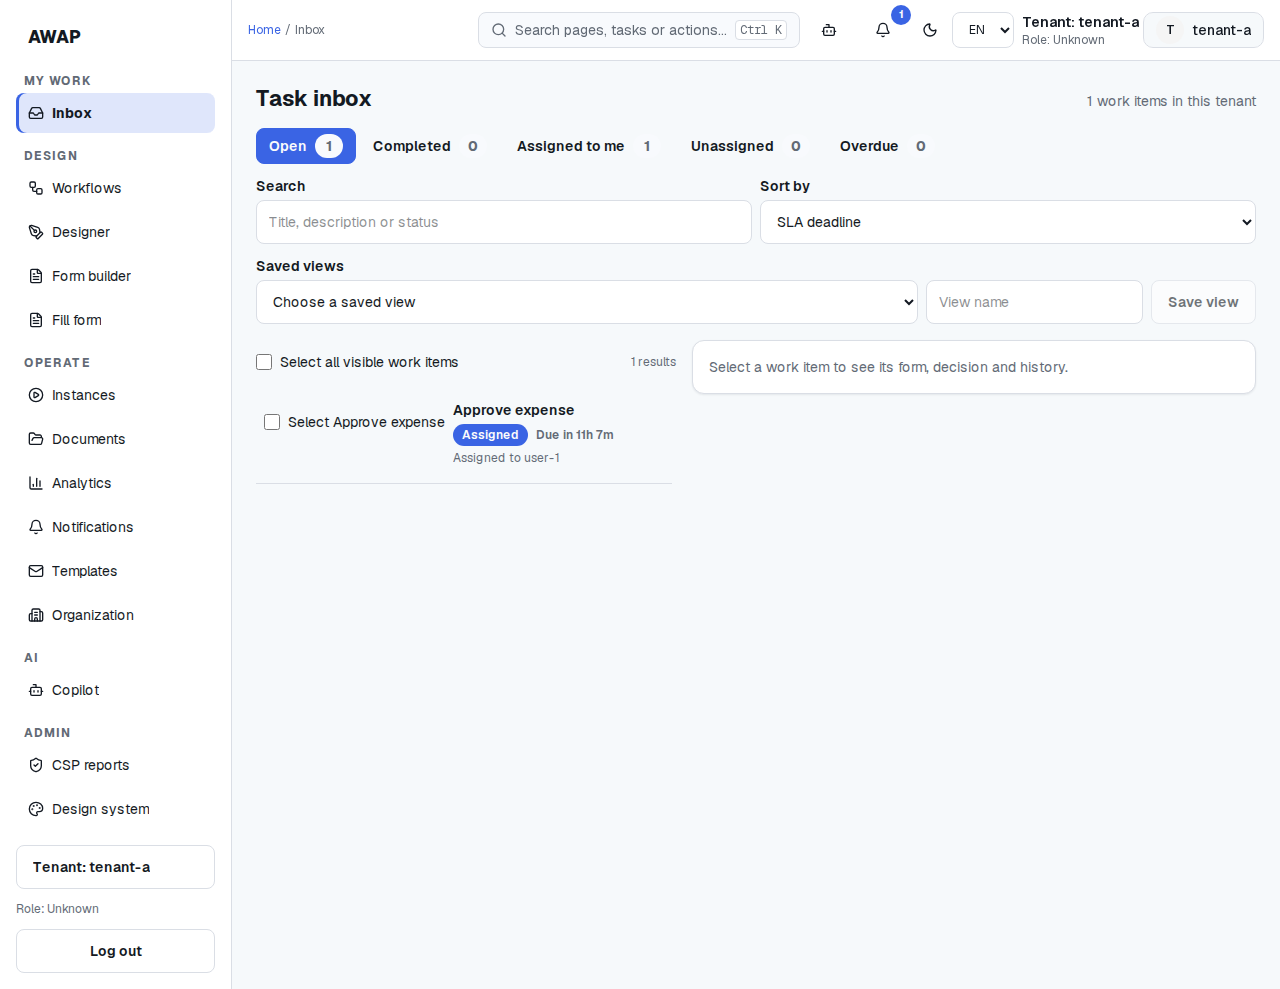 AWAP
MY WORK
Inbox
DESIGN
Workflows
Designer
Form builder
Fill form
OPERATE
Instances
Documents
Analytics
Notifications
Templates
Organization
AI
Copilot
ADMIN
CSP reports
Design system
Tenant: tenant-a
Role: Unknown
Log out
Home / Inbox
Search pages, tasks or actions... Ctrl K
1
EN
Tenant: tenant-a
Role: Unknown
T tenant-a
Task inbox
1 work items in this tenant
Open 1 Completed 0 Assigned to me 1 Unassigned 0 Overdue 0
Search
Title, description or status
Sort by
SLA deadline
Saved views
Choose a saved view
View name
Save view
Select all visible work items
1 results
Select Approve expense
Approve expense
Assigned Due in 11h 7m
Assigned to user-1
Select a work item to see its form, decision and history.